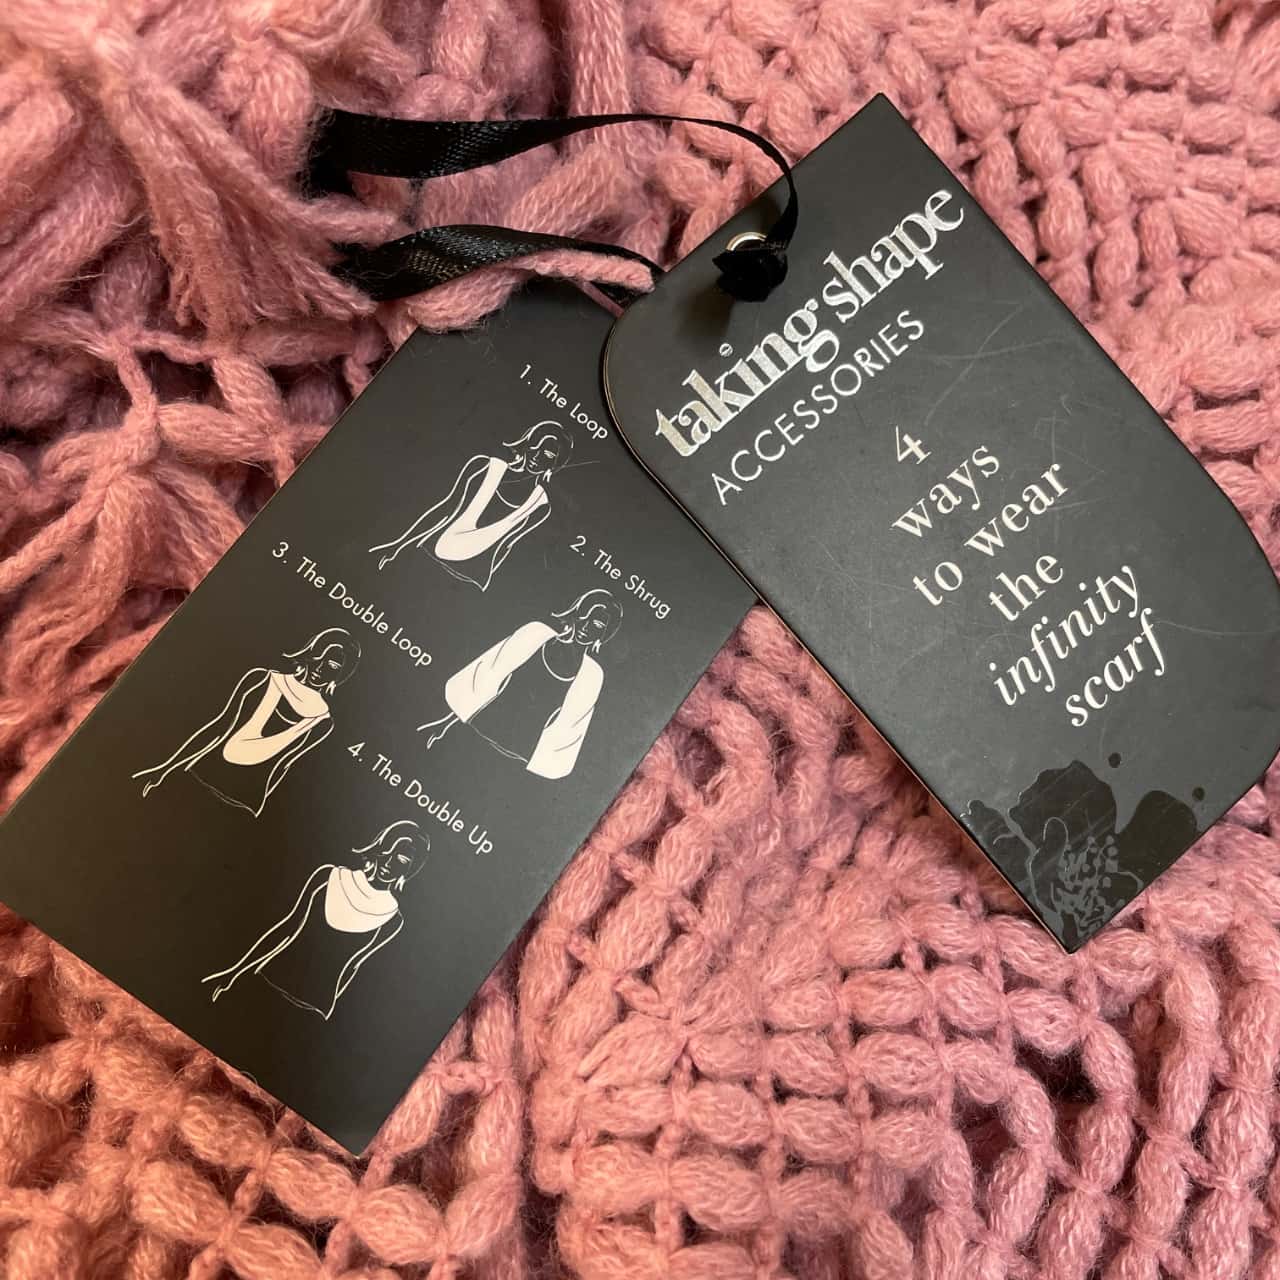 taking shape
ACCESSORIES
4
ways
to wear
the
infinity
scarf
1. The Loop
2. The Shrug
3. The Double Loop
4. The Double Up